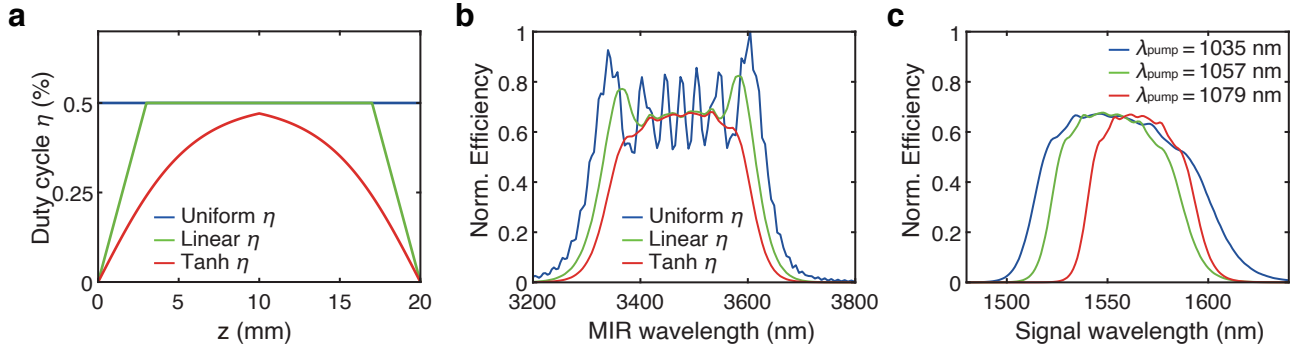 a
Duty cycle η (%)
0.5
0.25
0
0 5 10 15 20
z (mm)
Uniform η
Linear η
Tanh η
b
Norm. Efficiency
1
0.8
0.6
0.4
0.2
0
3200 3400 3600 3800
MIR wavelength (nm)
Uniform η
Linear η
Tanh η
c
Norm. Efficiency
1
0.8
0.6
0.4
0.2
0
1500 1550 1600
Signal wavelength (nm)
λpump = 1035 nm
λpump = 1057 nm
λpump = 1079 nm